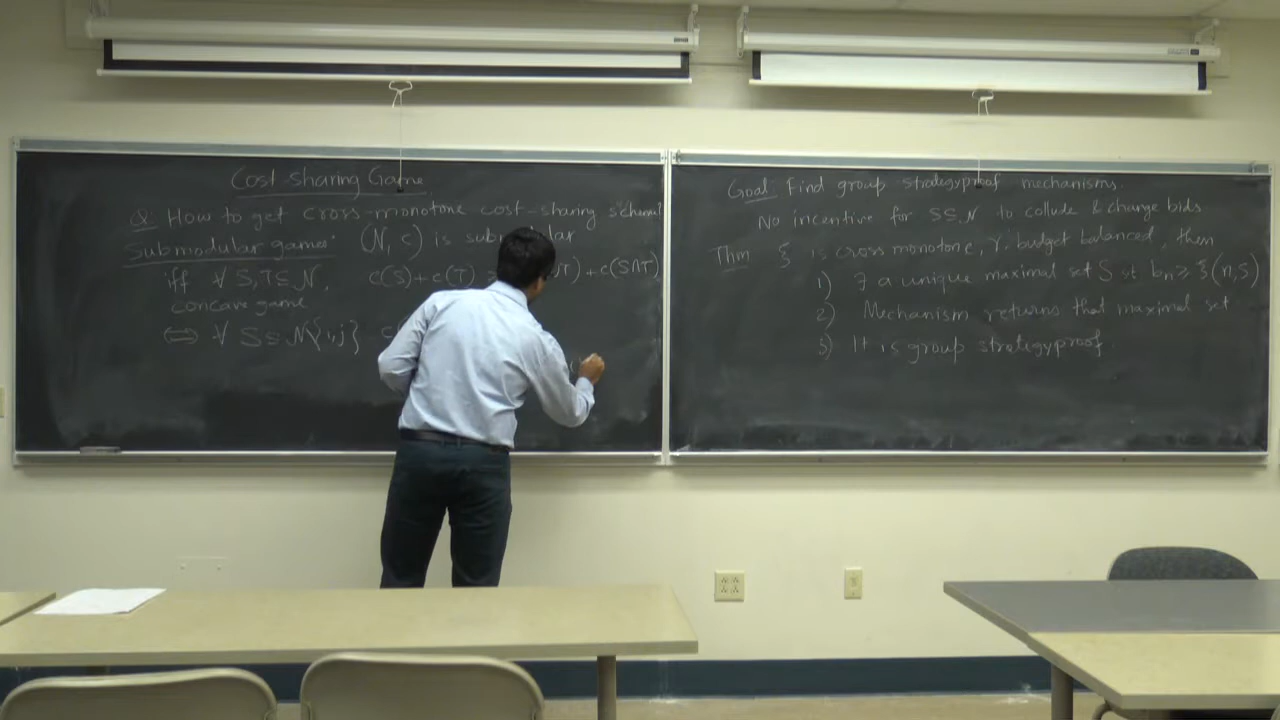 Cost-sharing Game
Q How to get cross-monotone cost-sharing scheme
Submodular games: (N, c) is submodular
iff ∀ S, T ⊆ N, c(S) + c(T) ∪T) + c(S∩T)
concave game
⟺ ∀ S ⊆ N\{i,j}
Goal: Find group strategyproof mechanisms.
No incentive for S⊆N to collude & change bids
Thm ξ is cross monotone, γ-budget balanced, then
1) ∃ a unique maximal set S st bn ≥ ξ(n,S)
2) Mechanism returns that maximal set
3) It is group strategyproof.